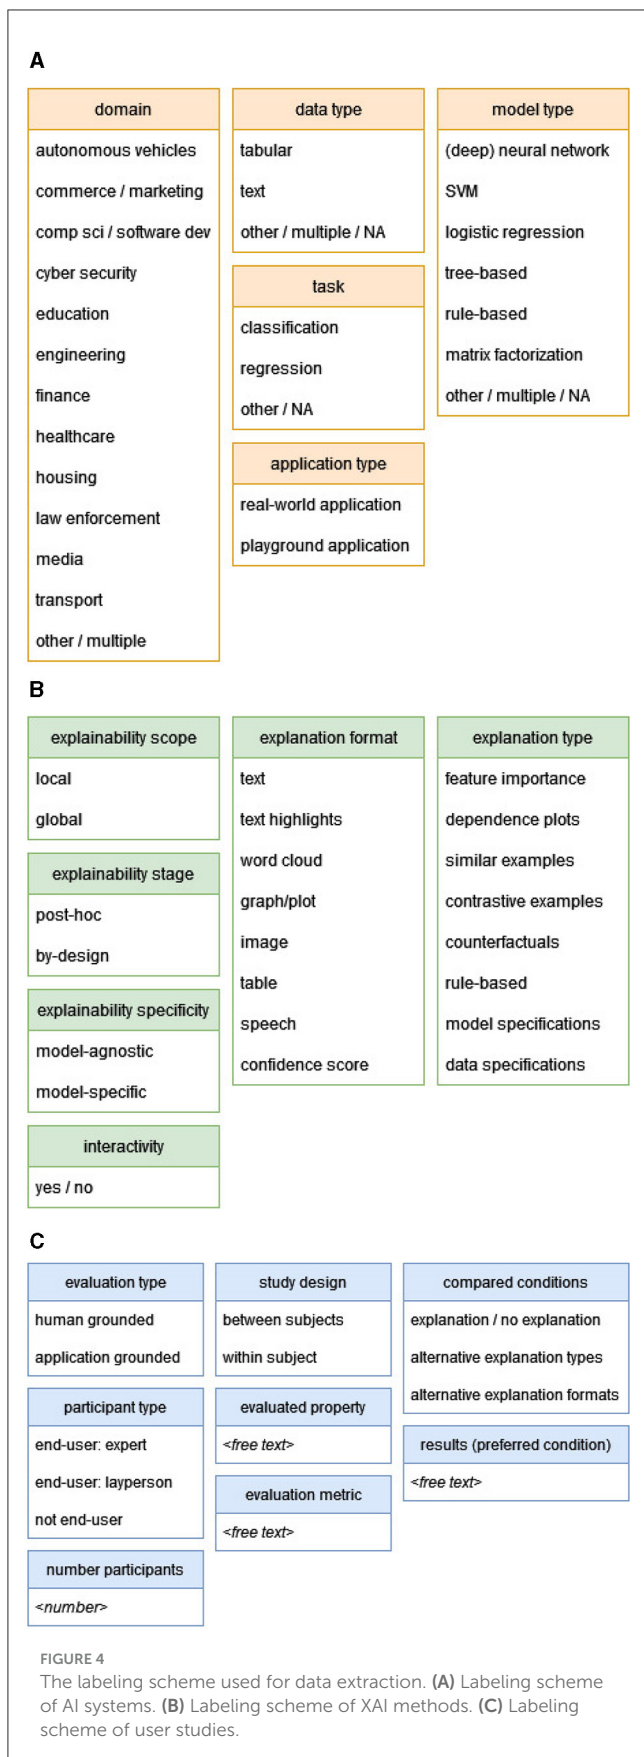 A
domain
autonomous vehicles
commerce / marketing
comp sci / software dev
cyber security
education
engineering
finance
healthcare
housing
law enforcement
media
transport
other / multiple
data type
tabular
text
other / multiple / NA
task
classification
regression
other / NA
application type
real-world application
playground application
model type
(deep) neural network
SVM
logistic regression
tree-based
rule-based
matrix factorization
other / multiple / NA
B
explainability scope
local
global
explainability stage
post-hoc
by-design
explainability specificity
model-agnostic
model-specific
interactivity
yes / no
explanation format
text
text highlights
word cloud
graph/plot
image
table
speech
confidence score
explanation type
feature importance
dependence plots
similar examples
contrastive examples
counterfactuals
rule-based
model specifications
data specifications
C
evaluation type
human grounded
application grounded
participant type
end-user: expert
end-user: layperson
not end-user
number participants
<number>
study design
between subjects
within subject
evaluated property
<free text>
evaluation metric
<free text>
compared conditions
explanation / no explanation
alternative explanation types
alternative explanation formats
results (preferred condition)
<free text>
FIGURE 4
The labeling scheme used for data extraction. (A) Labeling scheme
of AI systems. (B) Labeling scheme of XAI methods. (C) Labeling
scheme of user studies.